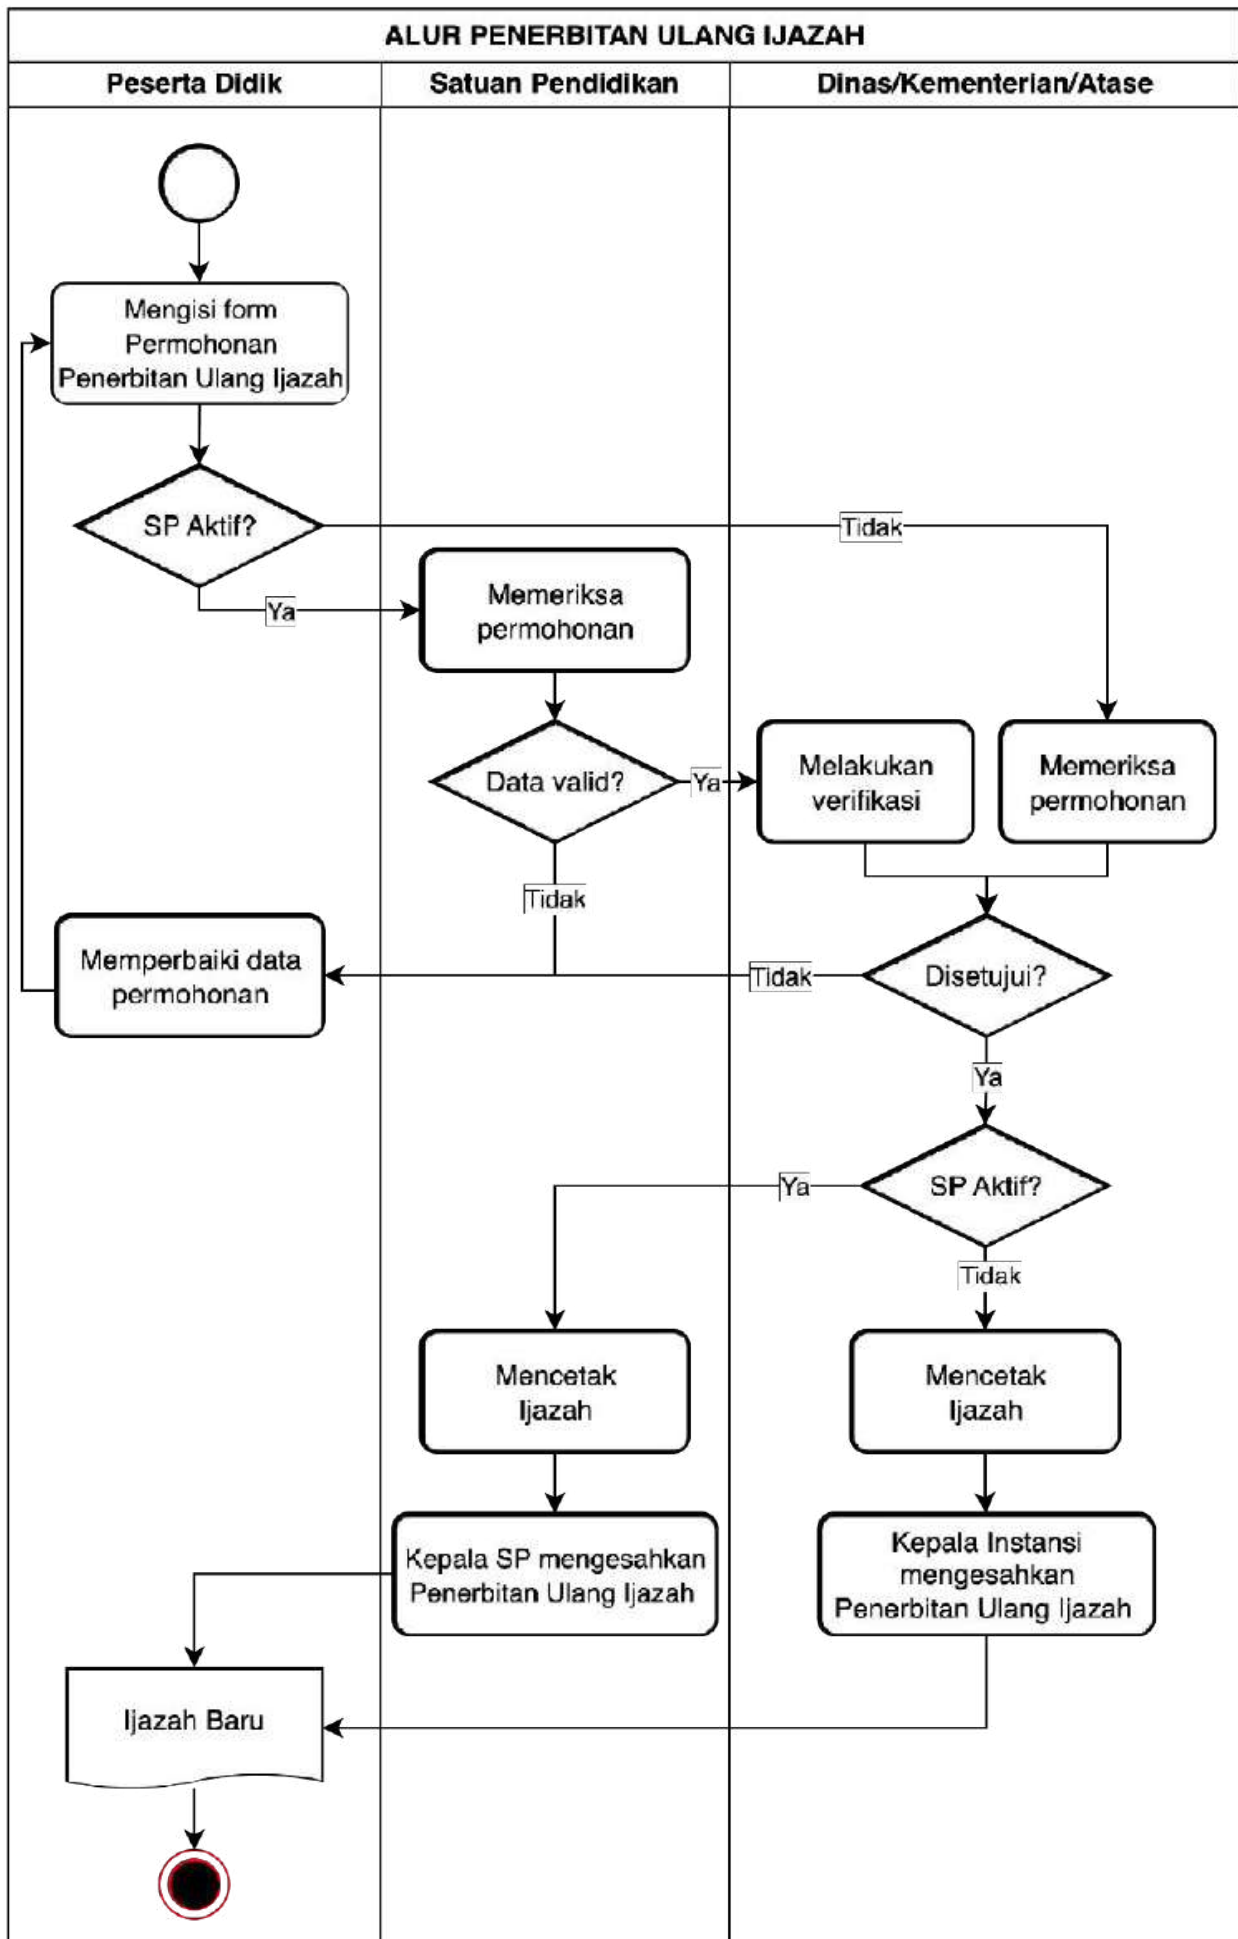 ALUR PENERBITAN ULANG IJAZAH
Peserta Didik
Satuan Pendidikan
Dinas/Kementerian/Atase
Mengisi form
Permohonan
Penerbitan Ulang Ijazah
SP Aktif?
Tidak
Ya
Memeriksa
permohonan
Data valid?
Ya
Melakukan
verifikasi
Memeriksa
permohonan
Tidak
Memperbaiki data
permohonan
Tidak
Disetujui?
Ya
Ya
SP Aktif?
Tidak
Mencetak
Ijazah
Mencetak
Ijazah
Kepala SP mengesahkan
Penerbitan Ulang Ijazah
Kepala Instansi
mengesahkan
Penerbitan Ulang Ijazah
Ijazah Baru